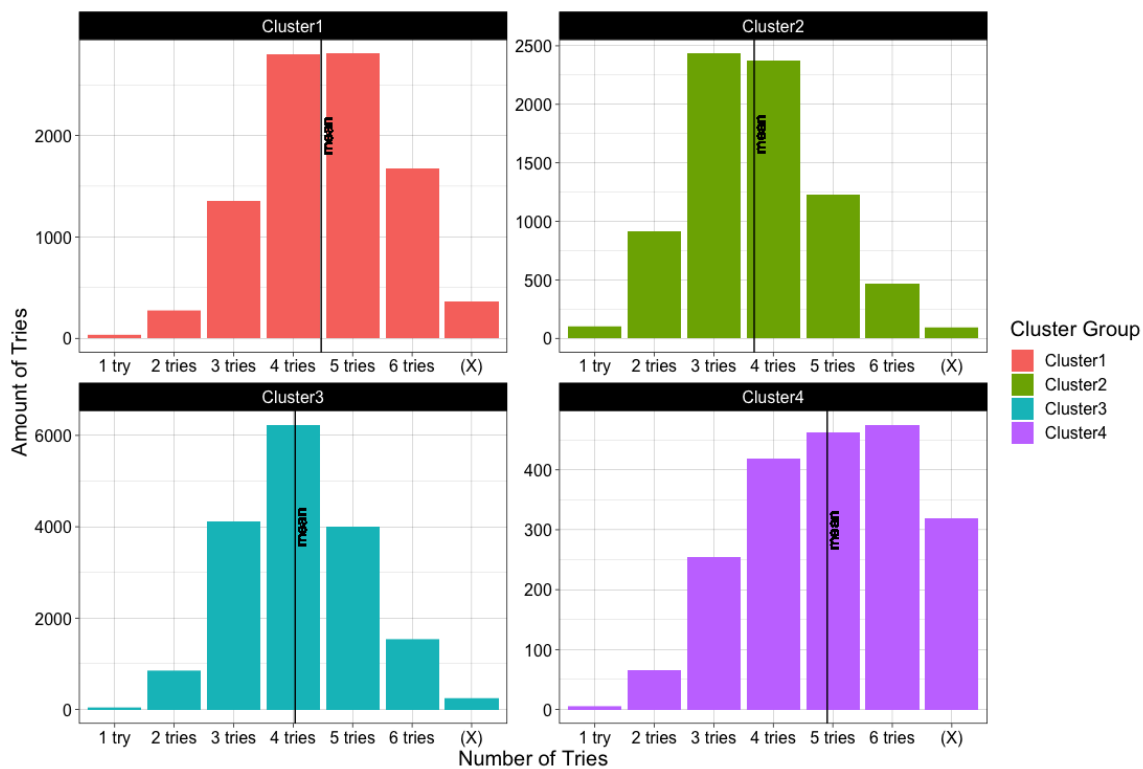 Cluster1
Cluster2
2000
1000
0
mean
1 try 2 tries 3 tries 4 tries 5 tries 6 tries (X)
2500
2000
1500
1000
500
0
mean
1 try 2 tries 3 tries 4 tries 5 tries 6 tries (X)
Cluster3
Cluster4
6000
4000
2000
0
mean
1 try 2 tries 3 tries 4 tries 5 tries 6 tries (X)
400
300
200
100
0
mean
1 try 2 tries 3 tries 4 tries 5 tries 6 tries (X)
Amount of Tries
Number of Tries
Cluster Group
Cluster1
Cluster2
Cluster3
Cluster4